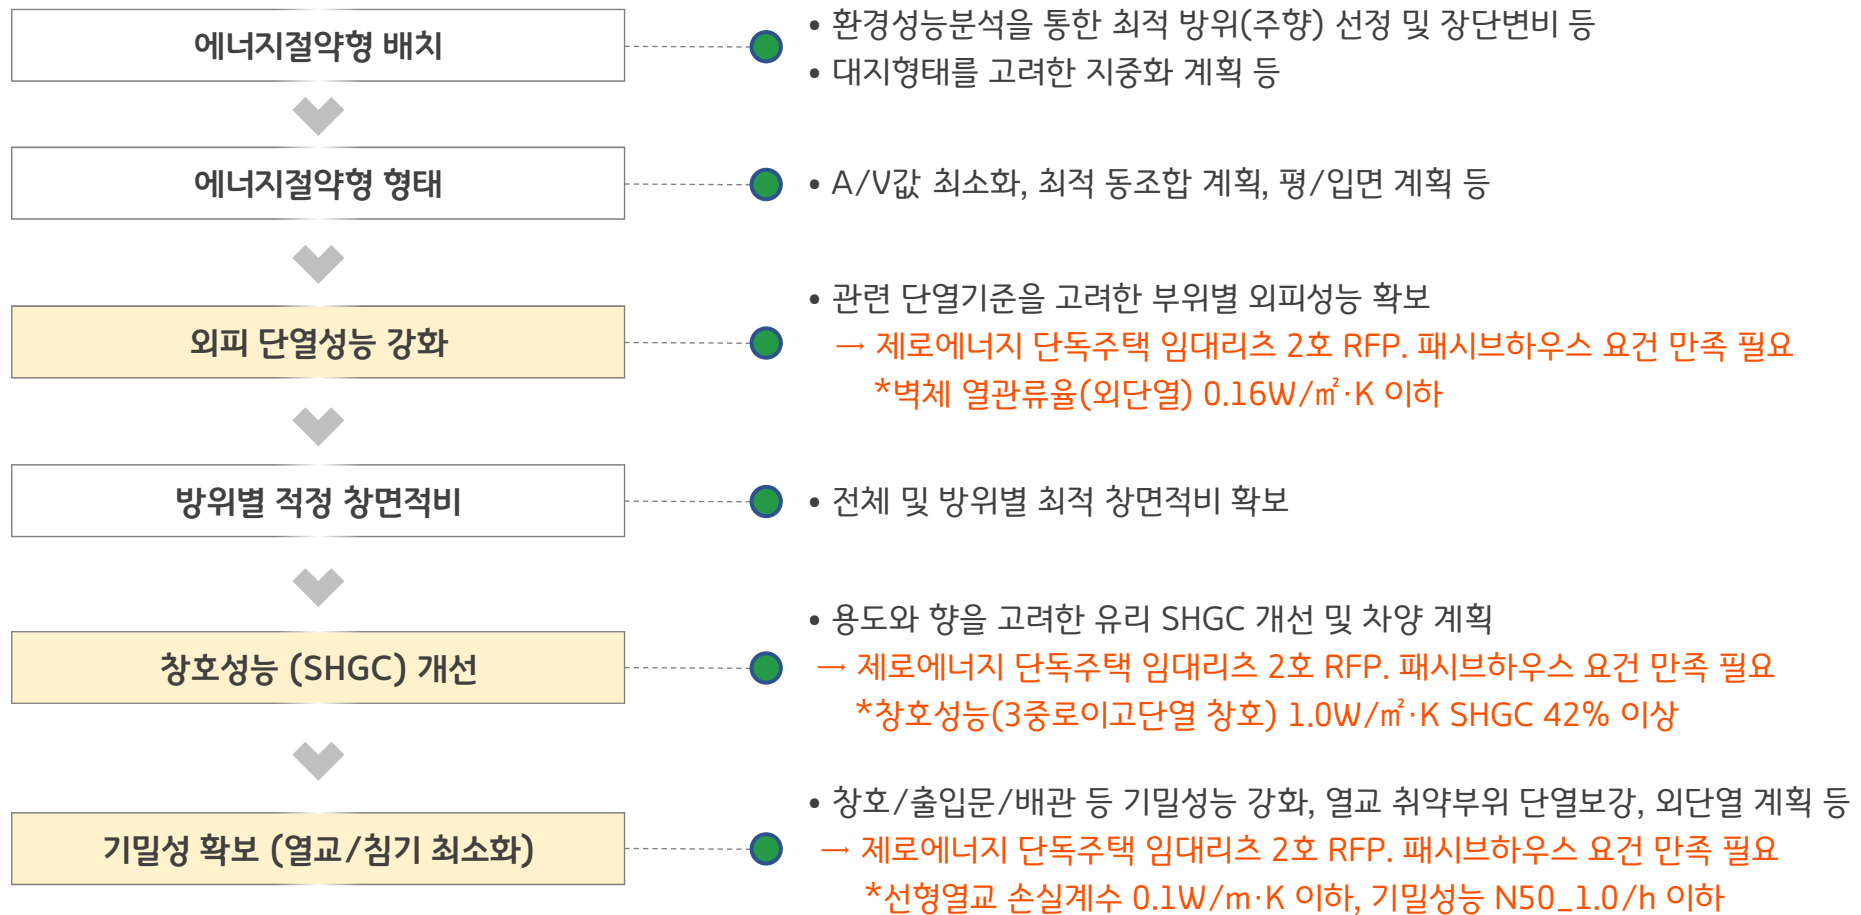 에너지절약형 배치
• 환경성능분석을 통한 최적 방위(주향) 선정 및 장단변비 등
• 대지형태를 고려한 지중화 계획 등
에너지절약형 형태
• A/V값 최소화, 최적 동조합 계획, 평/입면 계획 등
외피 단열성능 강화
• 관련 단열기준을 고려한 부위별 외피성능 확보
→ 제로에너지 단독주택 임대리츠 2호 RFP. 패시브하우스 요건 만족 필요
*벽체 열관류율(외단열) 0.16W/㎡·K 이하
방위별 적정 창면적비
• 전체 및 방위별 최적 창면적비 확보
창호성능 (SHGC) 개선
• 용도와 향을 고려한 유리 SHGC 개선 및 차양 계획
→ 제로에너지 단독주택 임대리츠 2호 RFP. 패시브하우스 요건 만족 필요
*창호성능(3중로이고단열 창호) 1.0W/㎡·K SHGC 42% 이상
기밀성 확보 (열교/침기 최소화)
• 창호/출입문/배관 등 기밀성능 강화, 열교 취약부위 단열보강, 외단열 계획 등
→ 제로에너지 단독주택 임대리츠 2호 RFP. 패시브하우스 요건 만족 필요
*선형열교 손실계수 0.1W/m·K 이하, 기밀성능 N50_1.0/h 이하